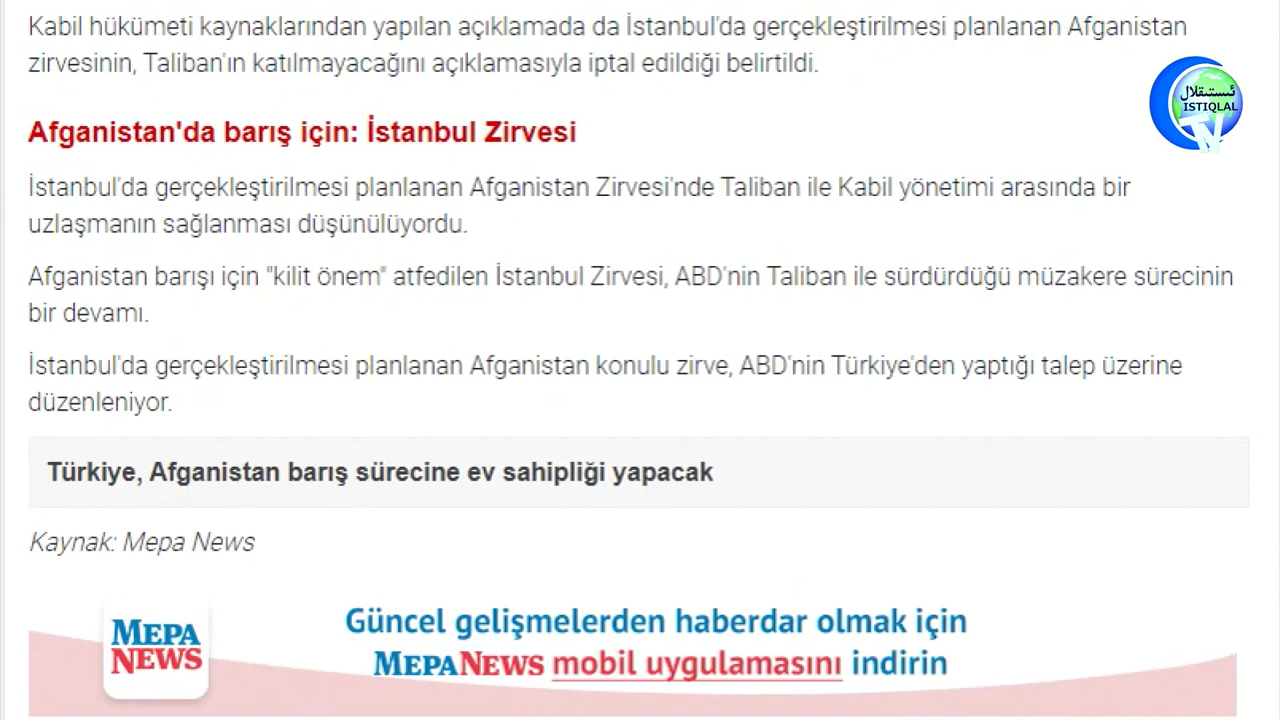 Kabil hükümeti kaynaklarından yapılan açıklamada da İstanbul'da gerçekleştirilmesi planlanan Afganistan
zirvesinin, Taliban'ın katılmayacağını açıklamasıyla iptal edildiği belirtildi.
ئىستىقلال
ISTIQLAL
TV
Afganistan'da barış için: İstanbul Zirvesi
İstanbul'da gerçekleştirilmesi planlanan Afganistan Zirvesi'nde Taliban ile Kabil yönetimi arasında bir
uzlaşmanın sağlanması düşünülüyordu.
Afganistan barışı için "kilit önem" atfedilen İstanbul Zirvesi, ABD'nin Taliban ile sürdürdüğü müzakere sürecinin
bir devamı.
İstanbul'da gerçekleştirilmesi planlanan Afganistan konulu zirve, ABD'nin Türkiye'den yaptığı talep üzerine
düzenleniyor.
Türkiye, Afganistan barış sürecine ev sahipliği yapacak
Kaynak: Mepa News
MEPA
NEWS
Güncel gelişmelerden haberdar olmak için
MEPANEWS mobil uygulamasını indirin